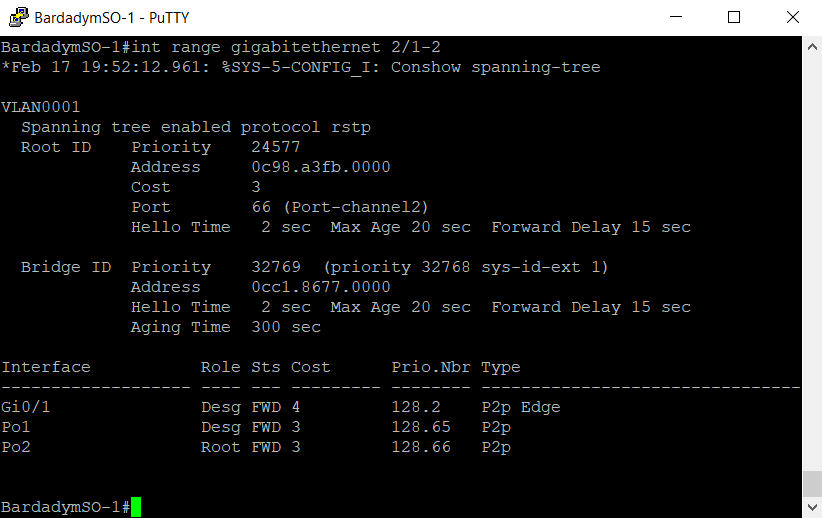 BardadymSO-1 - PuTTY
BardadymSO-1#int range gigabitethernet 2/1-2
*Feb 17 19:52:12.961: %SYS-5-CONFIG_I: Conshow spanning-tree
VLAN0001
  Spanning tree enabled protocol rstp
  Root ID    Priority    24577
             Address     0c98.a3fb.0000
             Cost        3
             Port        66 (Port-channel2)
             Hello Time   2 sec  Max Age 20 sec  Forward Delay 15 sec
  Bridge ID  Priority    32769  (priority 32768 sys-id-ext 1)
             Address     0cc1.8677.0000
             Hello Time   2 sec  Max Age 20 sec  Forward Delay 15 sec
             Aging Time  300 sec
Interface           Role Sts Cost      Prio.Nbr Type
------------------- ---- --- --------- -------- --------------------------------
Gi0/1               Desg FWD 4         128.2    P2p Edge
Po1                 Desg FWD 3         128.65   P2p
Po2                 Root FWD 3         128.66   P2p
BardadymSO-1#